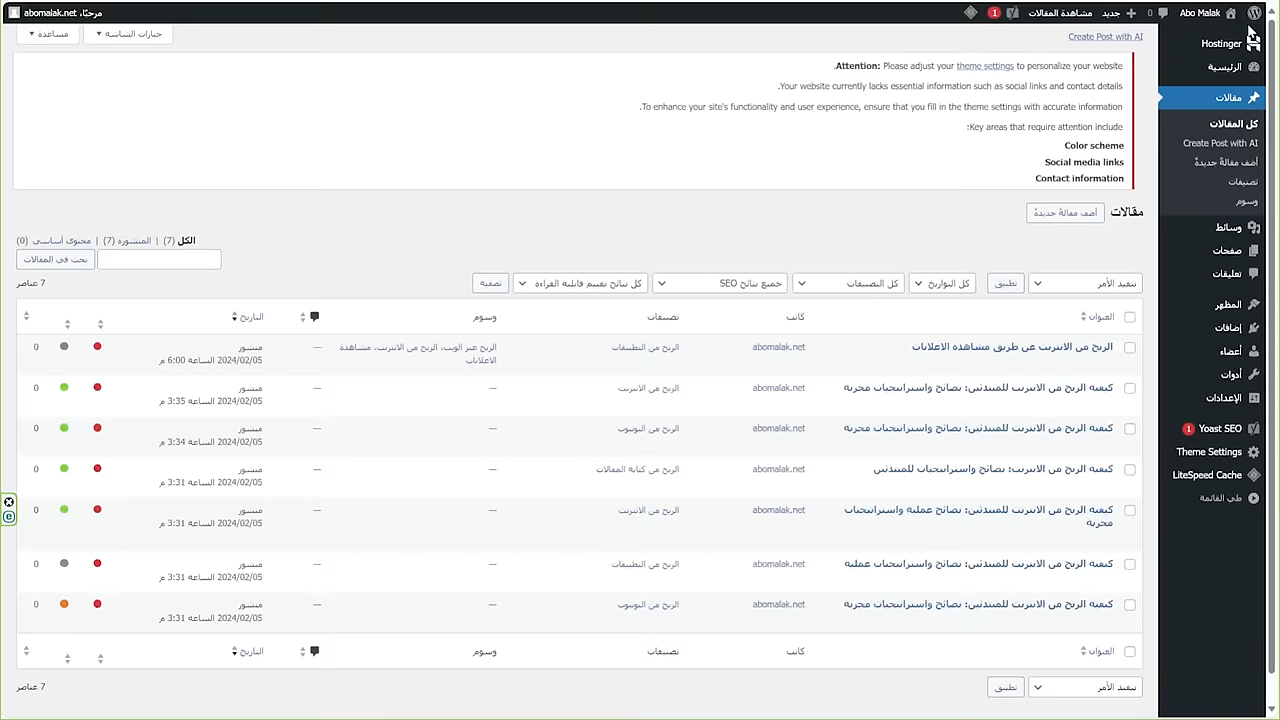 Abo Malak
0
جديد
مشاهدة المقالات
1
مرحبًا، abomalak.net
Hostinger
الرئيسية
مقالات
كل المقالات
Create Post with AI
أضف مقالةً جديدةً
تصنيفات
وسوم
وسائط
صفحات
تعليقات
المظهر
إضافات
أعضاء
أدوات
الإعدادات
Yoast SEO 1
Theme Settings
LiteSpeed Cache
طي القائمة
خيارات الشاشة
مساعدة
Create Post with AI
Attention: Please adjust your theme settings to personalize your website.
Your website currently lacks essential information such as social links and contact details.
To enhance your site's functionality and user experience, ensure that you fill in the theme settings with accurate information.
Key areas that require attention include:
Color scheme
Social media links
Contact information
مقالات
أضف مقالةً جديدةً
الكل (7) | المنشورة (7) | محتوى أساسي (0)
بحث في المقالات
تنفيذ الأمر
تطبيق
كل التواريخ
كل التصنيفات
جميع نتائج SEO
كل نتائج تقييم قابلية القراءة
تصفية
7 عناصر
العنوان كاتب تصنيفات وسوم التاريخ
الربح من الانترنت عن طريق مشاهدة الاعلانات abomalak.net الربح من التطبيقات الربح عبر الويب، الربح من الانترنت، مشاهدة — منشور 0
الاعلانات 2024/02/05 الساعة 6:00 م
كيفية الربح من الانترنت للمبتدئين: نصائح واستراتيجيات مجربة abomalak.net الربح من الانترنت — — منشور 0
2024/02/05 الساعة 3:35 م
كيفية الربح من الانترنت للمبتدئين: نصائح واستراتيجيات مجربة abomalak.net الربح من اليوتيوب — — منشور 0
2024/02/05 الساعة 3:34 م
كيفية الربح من الانترنت: نصائح واستراتيجيات للمبتدئين abomalak.net الربح من كتابة المقالات — — منشور 0
2024/02/05 الساعة 3:31 م
كيفية الربح من الانترنت للمبتدئين: نصائح عملية واستراتيجيات abomalak.net الربح من الانترنت — — منشور 0
مجربة 2024/02/05 الساعة 3:31 م
كيفية الربح من الانترنت للمبتدئين: نصائح واستراتيجيات عملية abomalak.net الربح من التطبيقات — — منشور 0
2024/02/05 الساعة 3:31 م
كيفية الربح من الانترنت للمبتدئين: نصائح واستراتيجيات مجربة abomalak.net الربح من اليوتيوب — — منشور 0
2024/02/05 الساعة 3:31 م
العنوان كاتب تصنيفات وسوم التاريخ
تنفيذ الأمر
تطبيق
7 عناصر